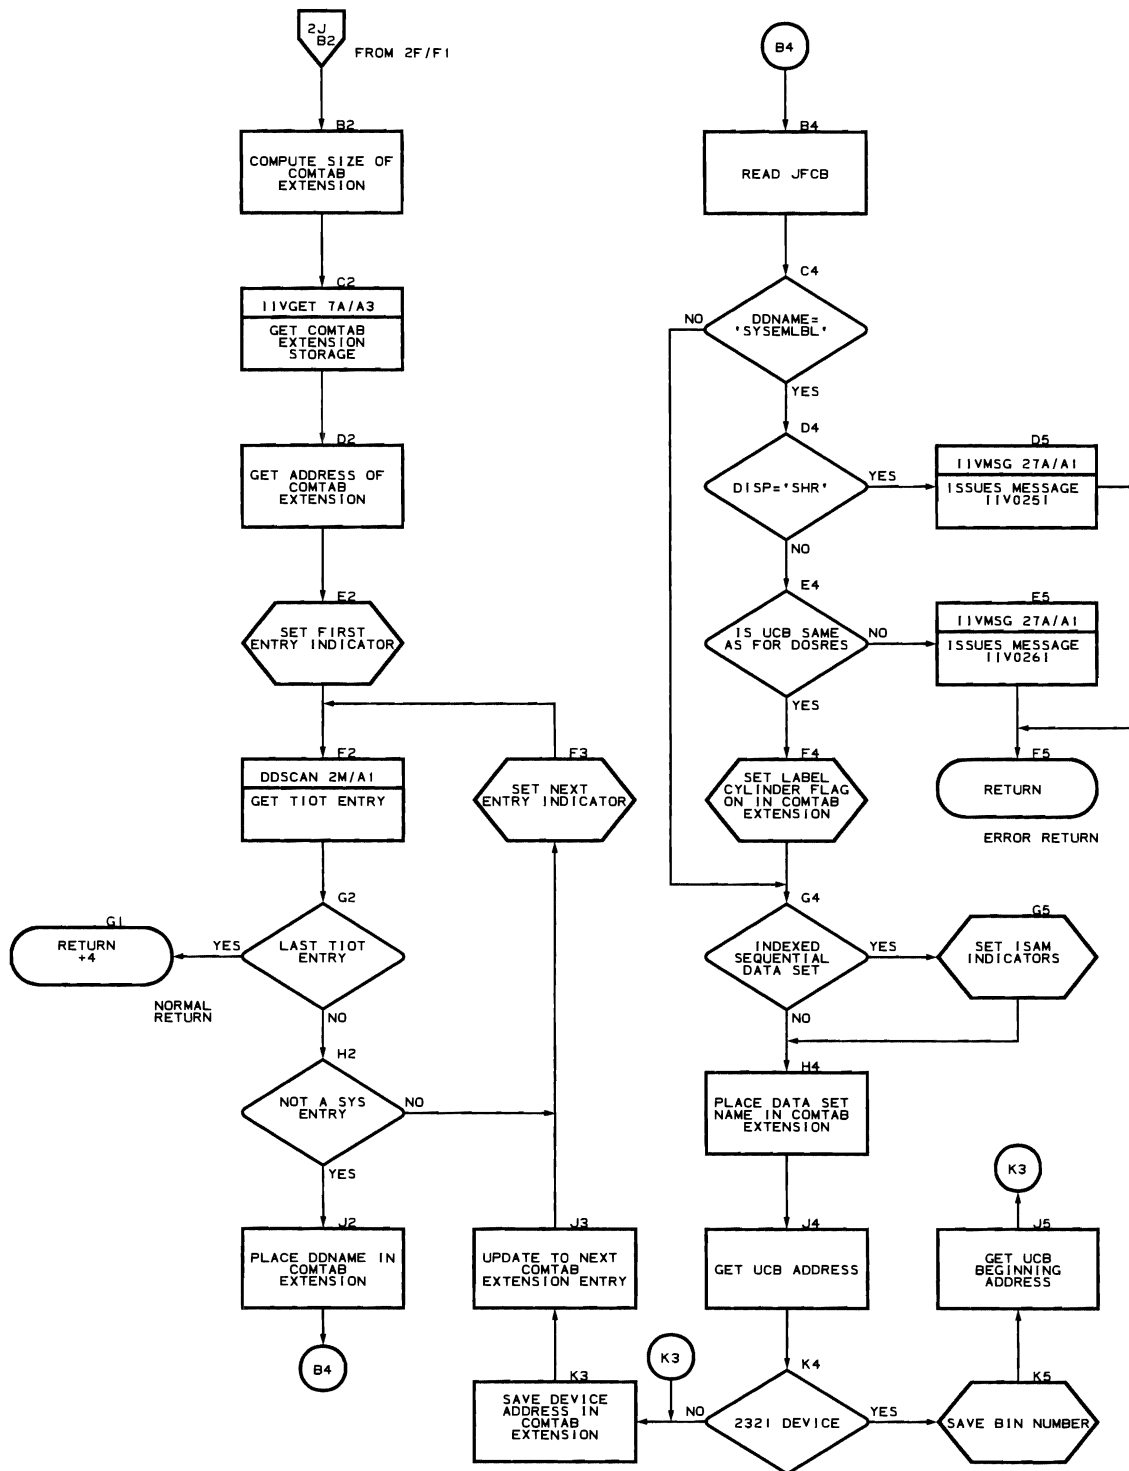 2J
B2
FROM 2F/F1
B2
COMPUTE SIZE OF
COMTAB
EXTENSION
C2
IIVGET 7A/A3
GET COMTAB
EXTENSION
STORAGE
D2
GET ADDRESS OF
COMTAB
EXTENSION
E2
SET FIRST
ENTRY INDICATOR
F2
DDSCAN 2M/A1
GET TIOT ENTRY
F3
SET NEXT
ENTRY INDICATOR
G1
RETURN
+4
NORMAL
RETURN
YES
G2
LAST TIOT
ENTRY
NO
H2
NOT A SYS
ENTRY
NO
YES
J2
PLACE DDNAME IN
COMTAB
EXTENSION
B4
J3
UPDATE TO NEXT
COMTAB
EXTENSION ENTRY
K3
SAVE DEVICE
ADDRESS IN
COMTAB
EXTENSION
B4
B4
READ JFCB
C4
DDNAME=
'SYSEMLBL'
NO
YES
D4
DISP='SHR'
YES
NO
D5
IIVMSG 27A/A1
ISSUES MESSAGE
IIV025I
E4
IS UCB SAME
AS FOR DOSRES
NO
YES
E5
IIVMSG 27A/A1
ISSUES MESSAGE
IIV026I
F4
SET LABEL
CYLINDER FLAG
ON IN COMTAB
EXTENSION
F5
RETURN
ERROR RETURN
G4
INDEXED
SEQUENTIAL
DATA SET
YES
NO
G5
SET ISAM
INDICATORS
H4
PLACE DATA SET
NAME IN COMTAB
EXTENSION
J4
GET UCB ADDRESS
K3
J5
GET UCB
BEGINNING
ADDRESS
K3
K4
2321 DEVICE
NO
YES
K5
SAVE BIN NUMBER